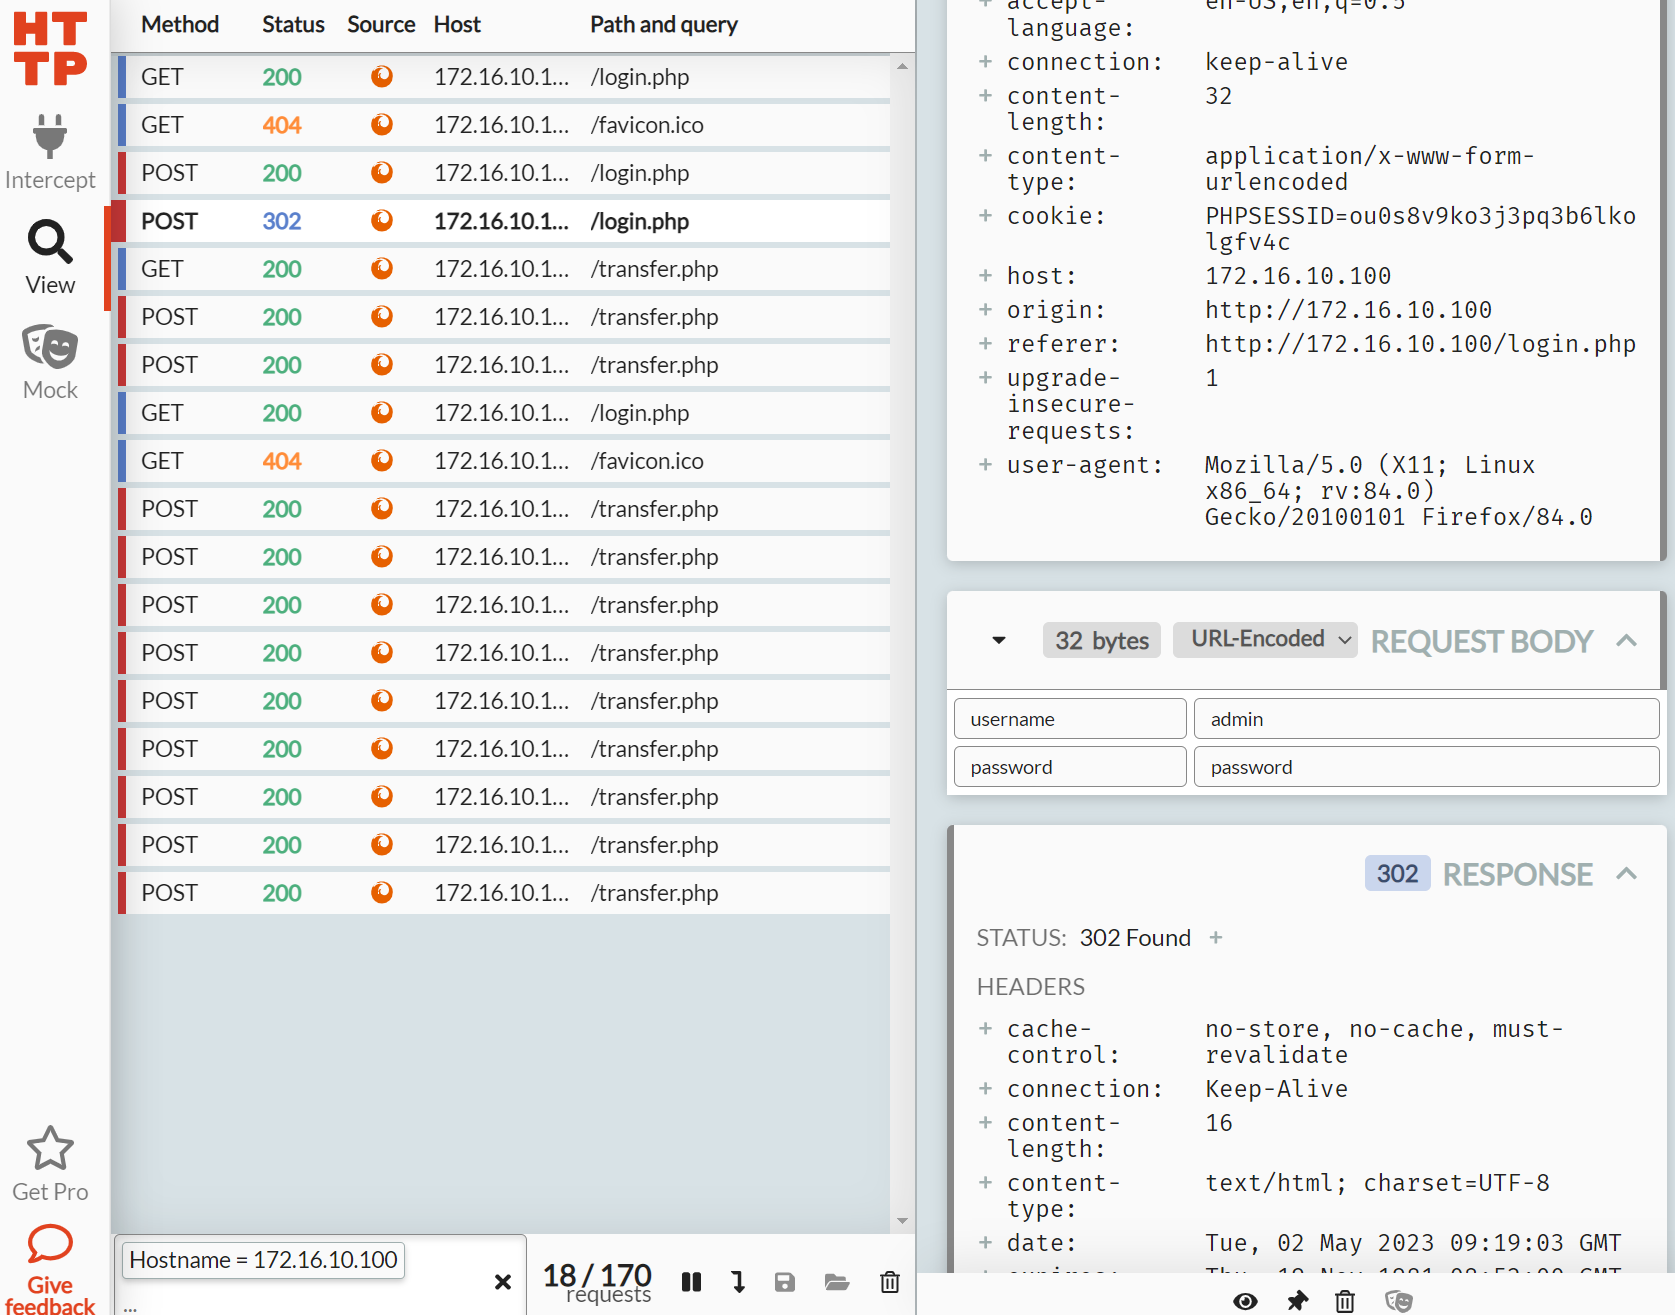 HT
TP
Intercept
View
Mock
Get Pro
Give
feedback
Method Status Source Host Path and query
GET 200 172.16.10.1... /login.php
GET 404 172.16.10.1... /favicon.ico
POST 200 172.16.10.1... /login.php
POST 302 172.16.10.1... /login.php
GET 200 172.16.10.1... /transfer.php
POST 200 172.16.10.1... /transfer.php
POST 200 172.16.10.1... /transfer.php
GET 200 172.16.10.1... /login.php
GET 404 172.16.10.1... /favicon.ico
POST 200 172.16.10.1... /transfer.php
POST 200 172.16.10.1... /transfer.php
POST 200 172.16.10.1... /transfer.php
POST 200 172.16.10.1... /transfer.php
POST 200 172.16.10.1... /transfer.php
POST 200 172.16.10.1... /transfer.php
POST 200 172.16.10.1... /transfer.php
POST 200 172.16.10.1... /transfer.php
POST 200 172.16.10.1... /transfer.php
Hostname = 172.16.10.100
...
18 / 170
requests
+ accept- en-US,en;q=0.5
language:
+ connection: keep-alive
+ content- 32
length:
+ content- application/x-www-form-
type: urlencoded
+ cookie: PHPSESSID=ou0s8v9ko3j3pq3b6lko
lgfv4c
+ host: 172.16.10.100
+ origin: http://172.16.10.100
+ referer: http://172.16.10.100/login.php
+ upgrade- 1
insecure-
requests:
+ user-agent: Mozilla/5.0 (X11; Linux
x86_64; rv:84.0)
Gecko/20100101 Firefox/84.0
32 bytes URL-Encoded REQUEST BODY
username admin
password password
302 RESPONSE
STATUS: 302 Found +
HEADERS
+ cache- no-store, no-cache, must-
control: revalidate
+ connection: Keep-Alive
+ content- 16
length:
+ content- text/html; charset=UTF-8
type:
+ date: Tue, 02 May 2023 09:19:03 GMT